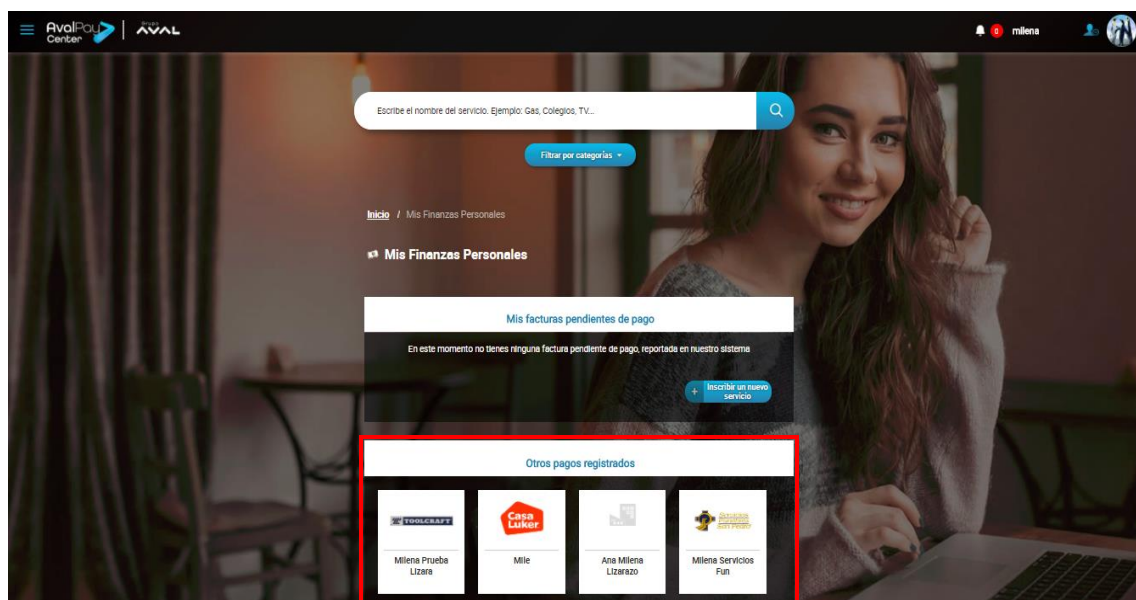 AvalPay
Center
Grupo
AVAL
0
milena
Escribe el nombre del servicio. Ejemplo: Gas, Colegios, TV...
Filtrar por categorías
Inicio / Mis Finanzas Personales
Mis Finanzas Personales
Mis facturas pendientes de pago
En este momento no tienes ninguna factura pendiente de pago, reportada en nuestro sistema
+ Inscribir un nuevo
servicio
Otros pagos registrados
TOOLCRAFT
Casa
Luker
Milena Prueba
Lizara
Mile
Ana Milena
Lizarazo
Milena Servicios
Fun